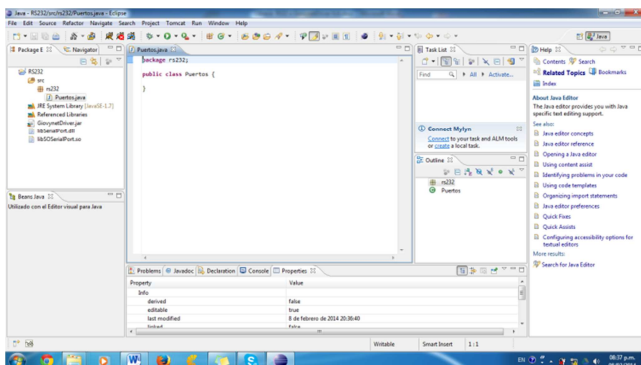 Java - RS232/src/rs232/Puertos.java - Eclipse
File Edit Source Refactor Navigate Search Project Tomcat Run Window Help
Java
Package E
Navigator
RS232
src
rs232
Puertos.java
JRE System Library [JavaSE-1.7]
Referenced Libraries
GiovynetDriver.jar
libSerialPort.dll
libSOSerialPort.so
Beans Java
Utilizado con el Editor visual para Java
Puertos.java
package rs232;
public class Puertos {
}
Task List
Find
All
Activate...
Connect Mylyn
Connect to your task and ALM tools
or create a local task.
Outline
rs232
Puertos
Help
Contents
Search
Related Topics
Bookmarks
Index
About Java Editor
The Java editor provides you with Java
specific text editing support.
See also:
Java editor concepts
Java editor reference
Opening a Java editor
Using content assist
Identifying problems in your code
Using code templates
Organizing import statements
Java editor preferences
Quick Fixes
Quick Assists
Configuring accessibility options for
textual editors
More results:
Search for Java Editor
Problems
Javadoc
Declaration
Console
Properties
Property
Value
Info
derived
false
editable
true
last modified
8 de febrero de 2014 20:36:40
linked
false
Writable
Smart Insert
1 : 1
EN
08:37 p.m.